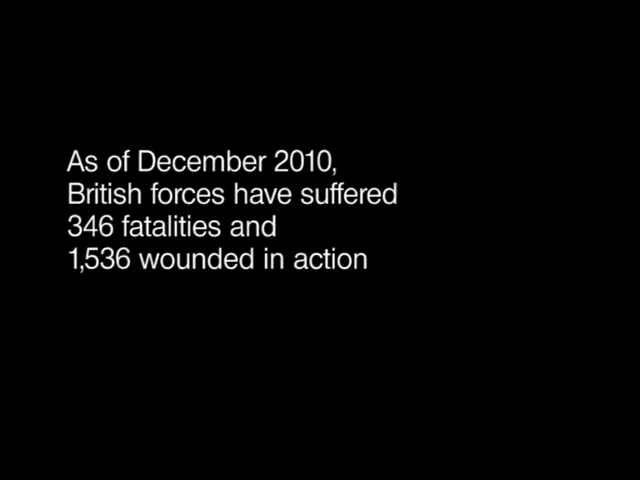 As of December 2010,
British forces have suffered
346 fatalities and
1,536 wounded in action